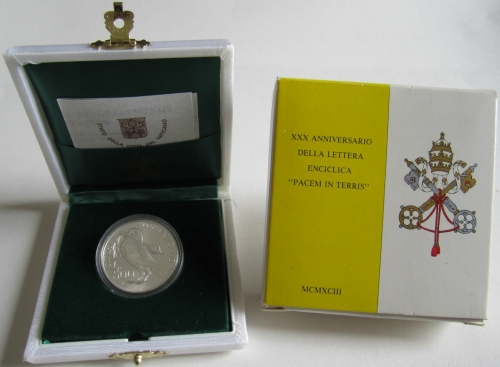 XXX ANNIVERSARIO
DELLA LETTERA
ENCICLICA
"PACEM IN TERRIS"
MCMXCIII